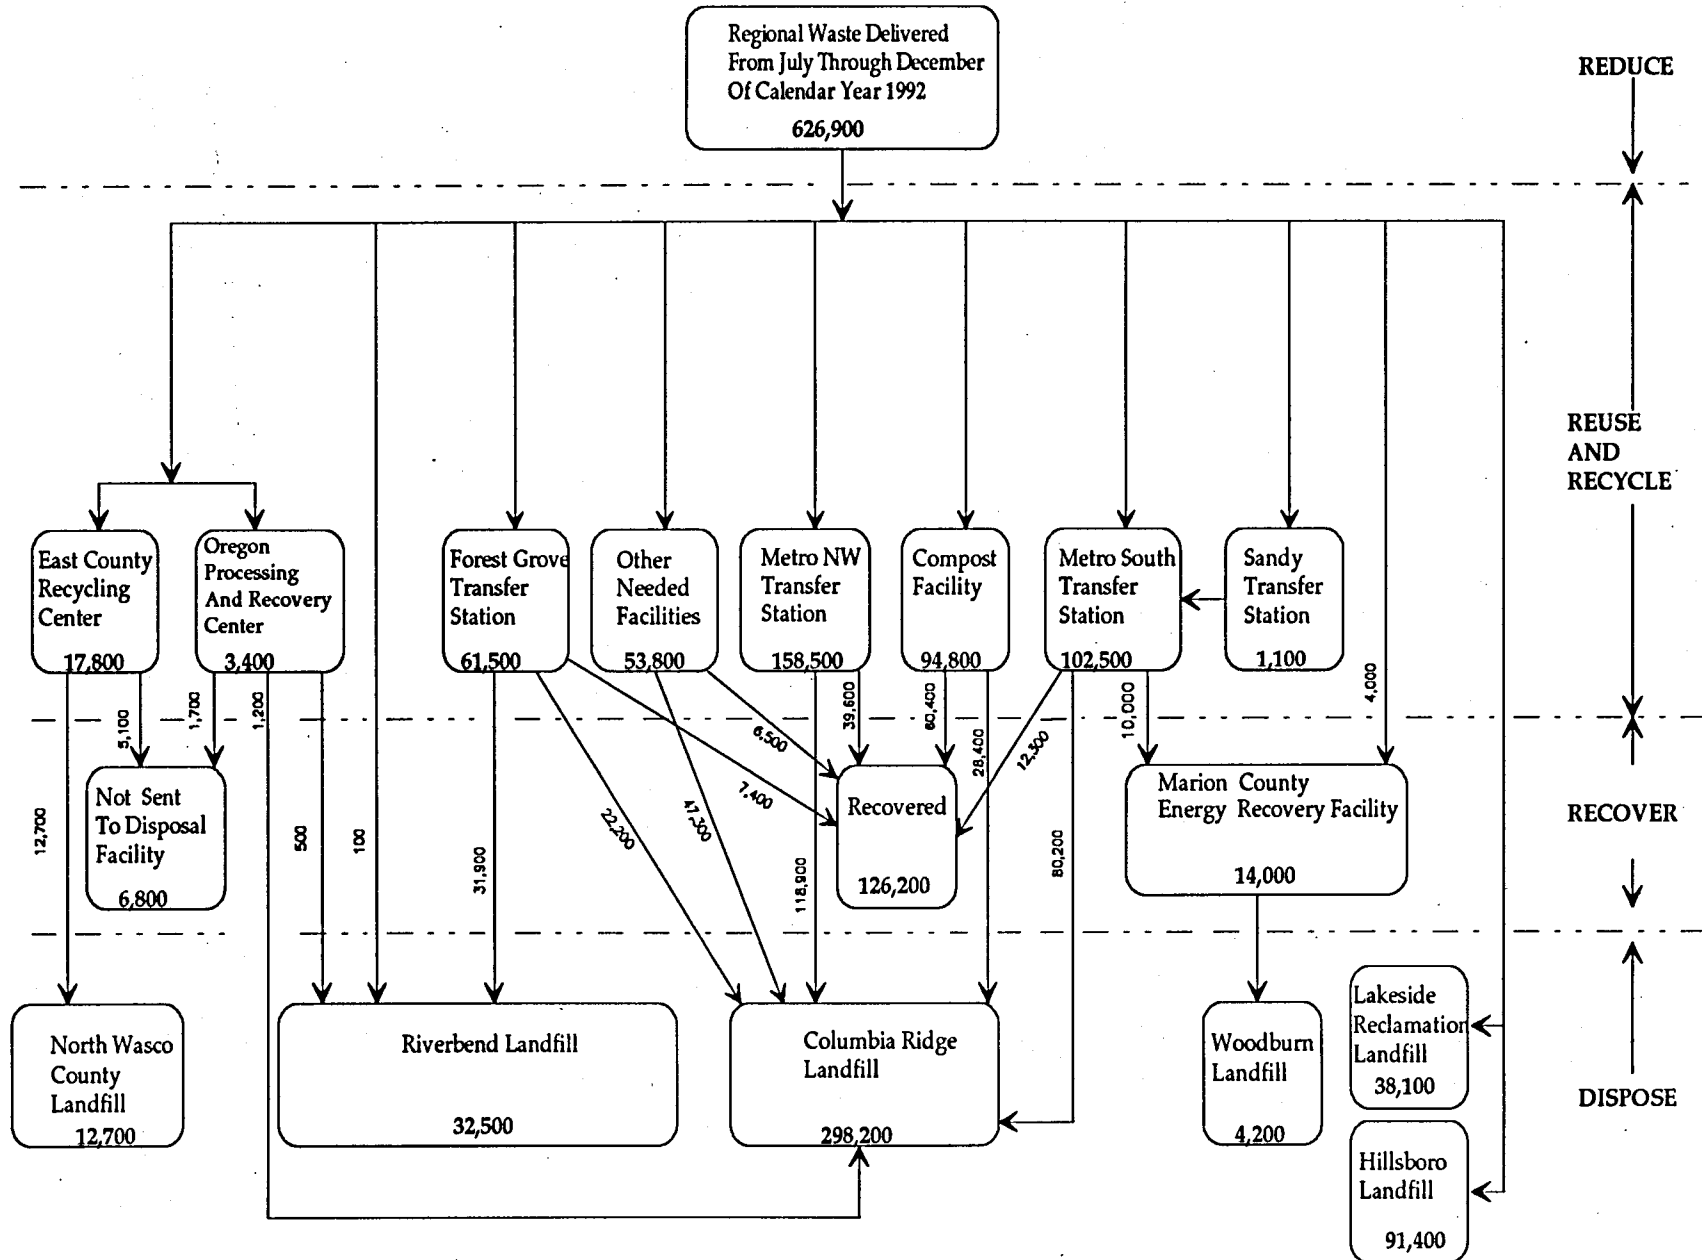 Regional Waste Delivered
From July Through December
Of Calendar Year 1992
626,900
REDUCE
REUSE
AND
RECYCLE
East County
Recycling
Center
17,800
Oregon
Processing
And Recovery
Center
3,400
Forest Grove
Transfer
Station
61,500
Other
Needed
Facilities
53,800
Metro NW
Transfer
Station
158,500
Compost
Facility
94,800
Metro South
Transfer
Station
102,500
Sandy
Transfer
Station
1,100
12,700
5,100
1,700
1,200
500
100
31,900
22,200
7,400
47,300
6,500
118,900
39,600
60,400
28,400
12,300
80,200
10,000
4,000
Not Sent
To Disposal
Facility
6,800
Recovered
126,200
Marion County
Energy Recovery Facility
14,000
RECOVER
North Wasco
County
Landfill
12,700
Riverbend Landfill
32,500
Columbia Ridge
Landfill
298,200
Woodburn
Landfill
4,200
Lakeside
Reclamation
Landfill
38,100
Hillsboro
Landfill
91,400
DISPOSE